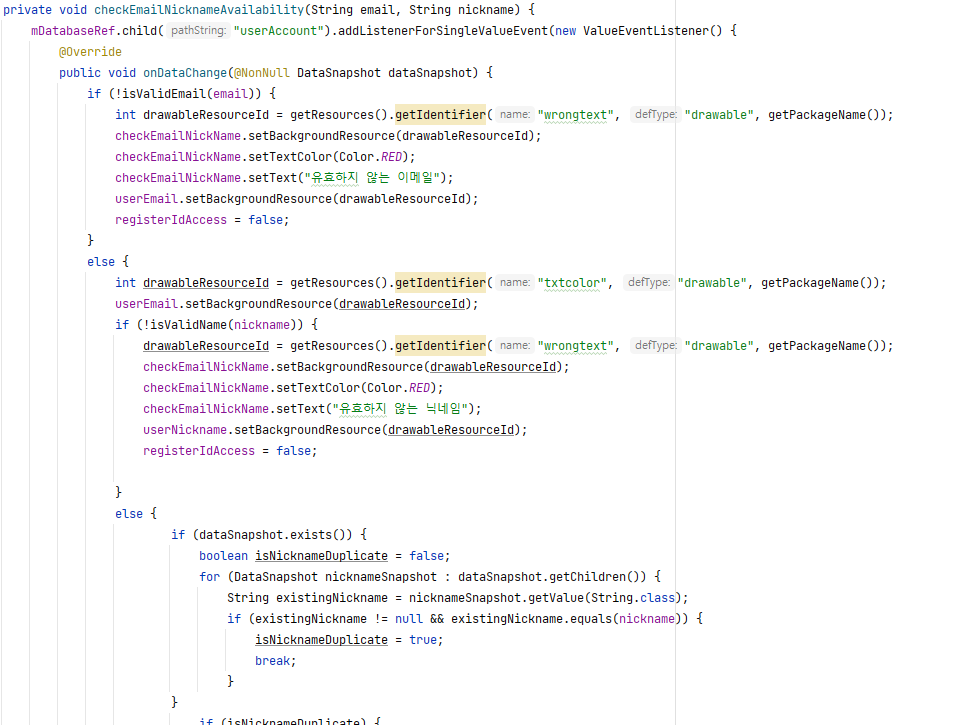 private void checkEmailNicknameAvailability(String email, String nickname) {
mDatabaseRef.child( pathString: "userAccount").addListenerForSingleValueEvent(new ValueEventListener() {
@Override
public void onDataChange(@NonNull DataSnapshot dataSnapshot) {
if (!isValidEmail(email)) {
int drawableResourceId = getResources().getIdentifier( name: "wrongtext", defType: "drawable", getPackageName());
checkEmailNickName.setBackgroundResource(drawableResourceId);
checkEmailNickName.setTextColor(Color.RED);
checkEmailNickName.setText("유효하지 않는 이메일");
userEmail.setBackgroundResource(drawableResourceId);
registerIdAccess = false;
}
else {
int drawableResourceId = getResources().getIdentifier( name: "txtcolor", defType: "drawable", getPackageName());
userEmail.setBackgroundResource(drawableResourceId);
if (!isValidName(nickname)) {
drawableResourceId = getResources().getIdentifier( name: "wrongtext", defType: "drawable", getPackageName());
checkEmailNickName.setBackgroundResource(drawableResourceId);
checkEmailNickName.setTextColor(Color.RED);
checkEmailNickName.setText("유효하지 않는 닉네임");
userNickname.setBackgroundResource(drawableResourceId);
registerIdAccess = false;
}
else {
if (dataSnapshot.exists()) {
boolean isNicknameDuplicate = false;
for (DataSnapshot nicknameSnapshot : dataSnapshot.getChildren()) {
String existingNickname = nicknameSnapshot.getValue(String.class);
if (existingNickname != null && existingNickname.equals(nickname)) {
isNicknameDuplicate = true;
break;
}
}
if (isNicknameDuplicate) {